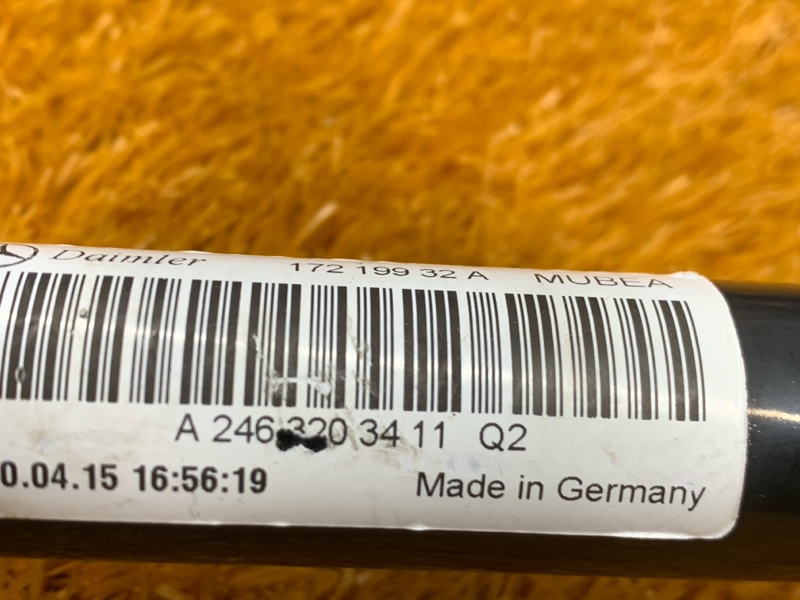 Daimler 172 199 32 A MUBEA
A 246 320 34 11 Q2
0.04.15 16:56:19 Made in Germany